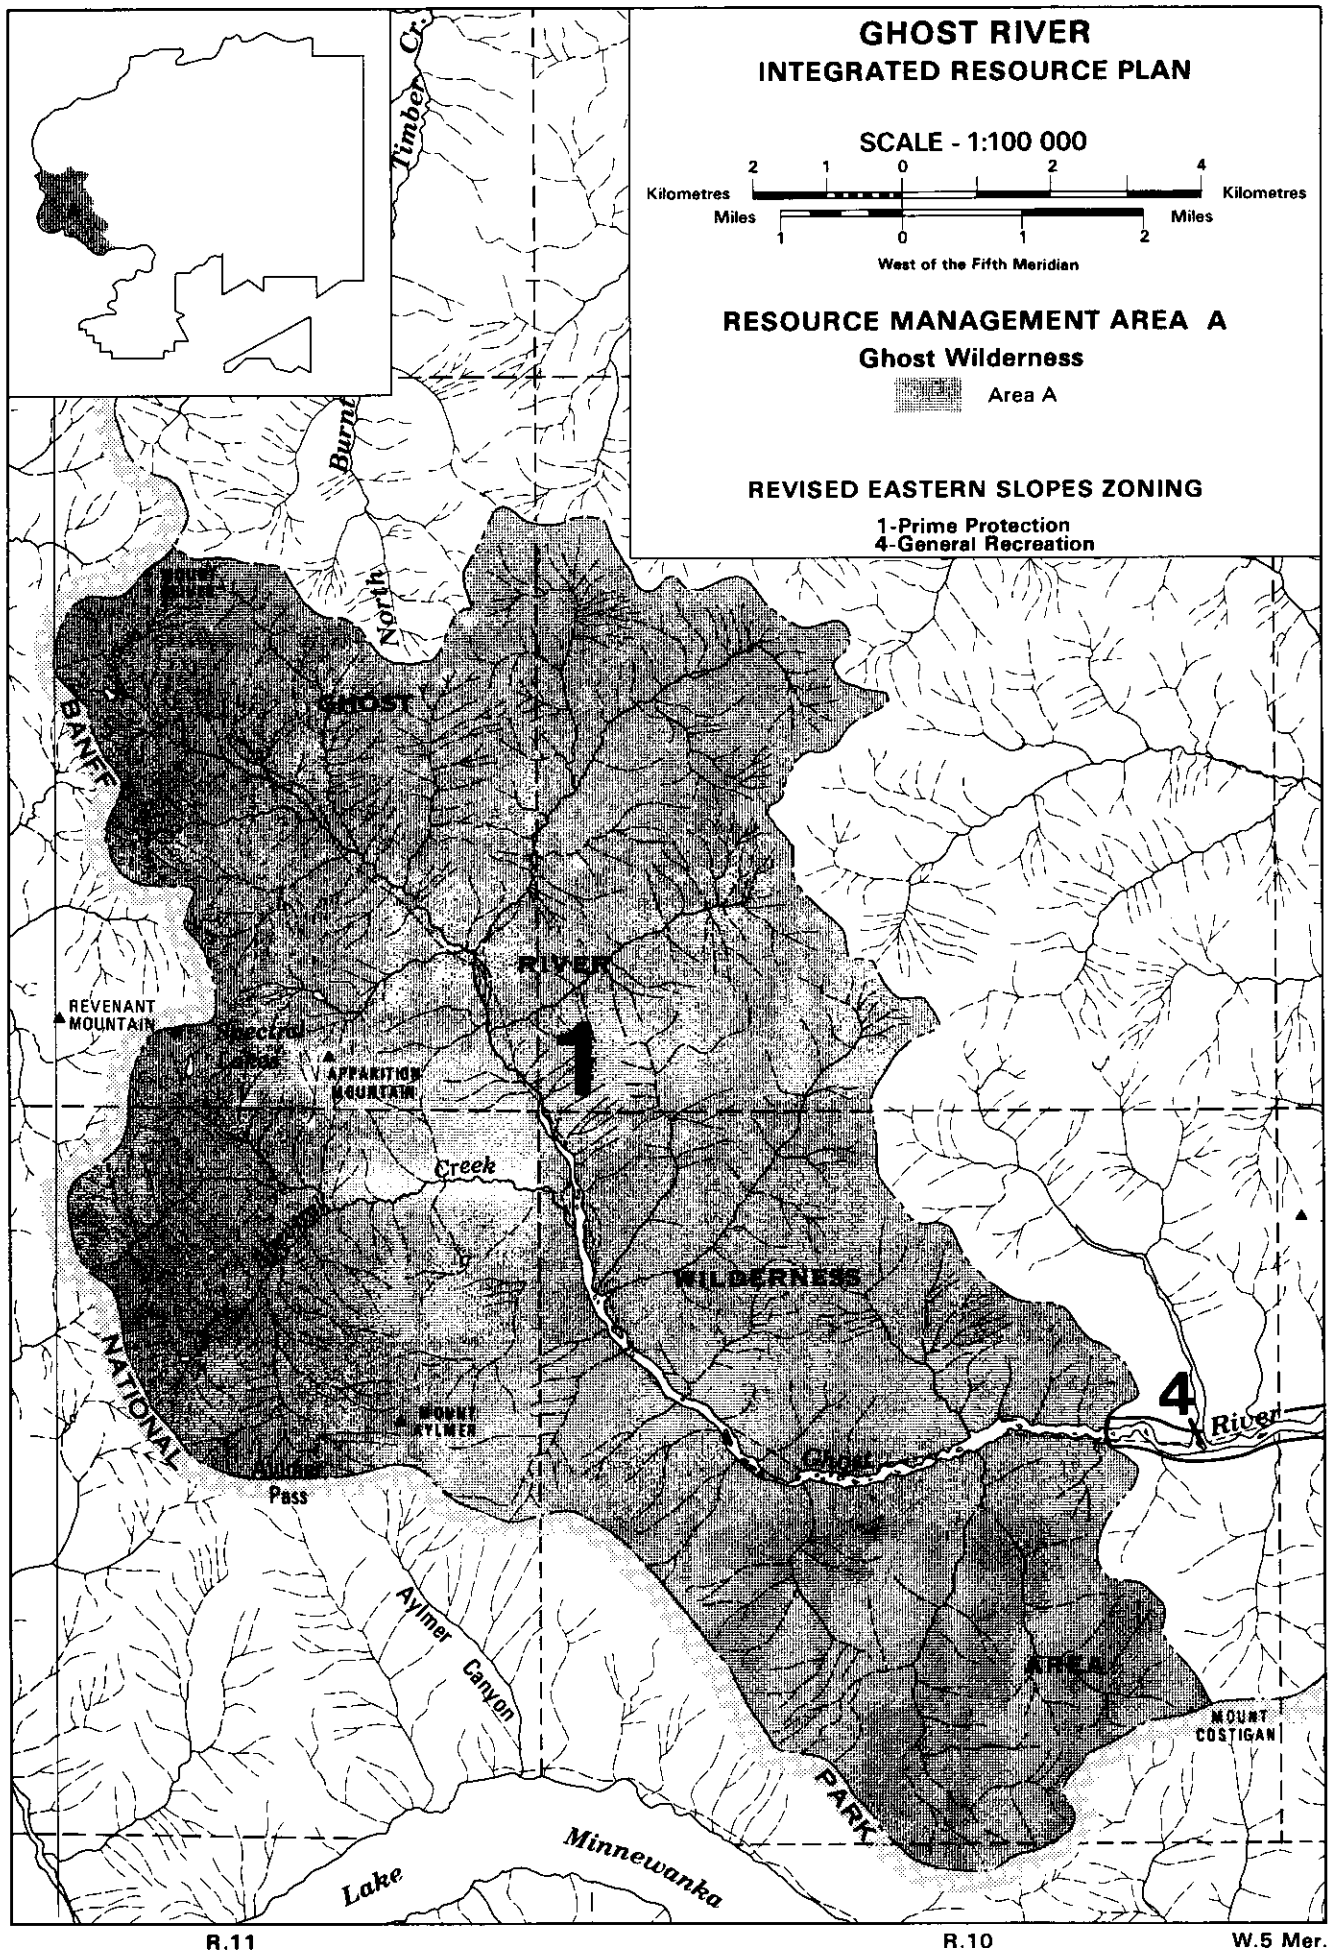 GHOST RIVER
INTEGRATED RESOURCE PLAN
SCALE - 1:100 000
2 1 0 2 4
Kilometres Kilometres
Miles Miles
1 0 1 2
West of the Fifth Meridian
RESOURCE MANAGEMENT AREA A
Ghost Wilderness
Area A
REVISED EASTERN SLOPES ZONING
1-Prime Protection
4-General Recreation
Timber Cr.
Burnt
North
GHOST
BANFF
RIVER
REVENANT
MOUNTAIN
Spectral
Lakes
APPARITION
MOUNTAIN
1
Creek
WILDERNESS
NATIONAL
4
River
MOUNT
AYLMER
Ghost
Aylmer
Pass
Aylmer
Canyon
AREA
MOUNT
COSTIGAN
PARK
Lake
Minnewanka
R.11 R.10 W.5 Mer.